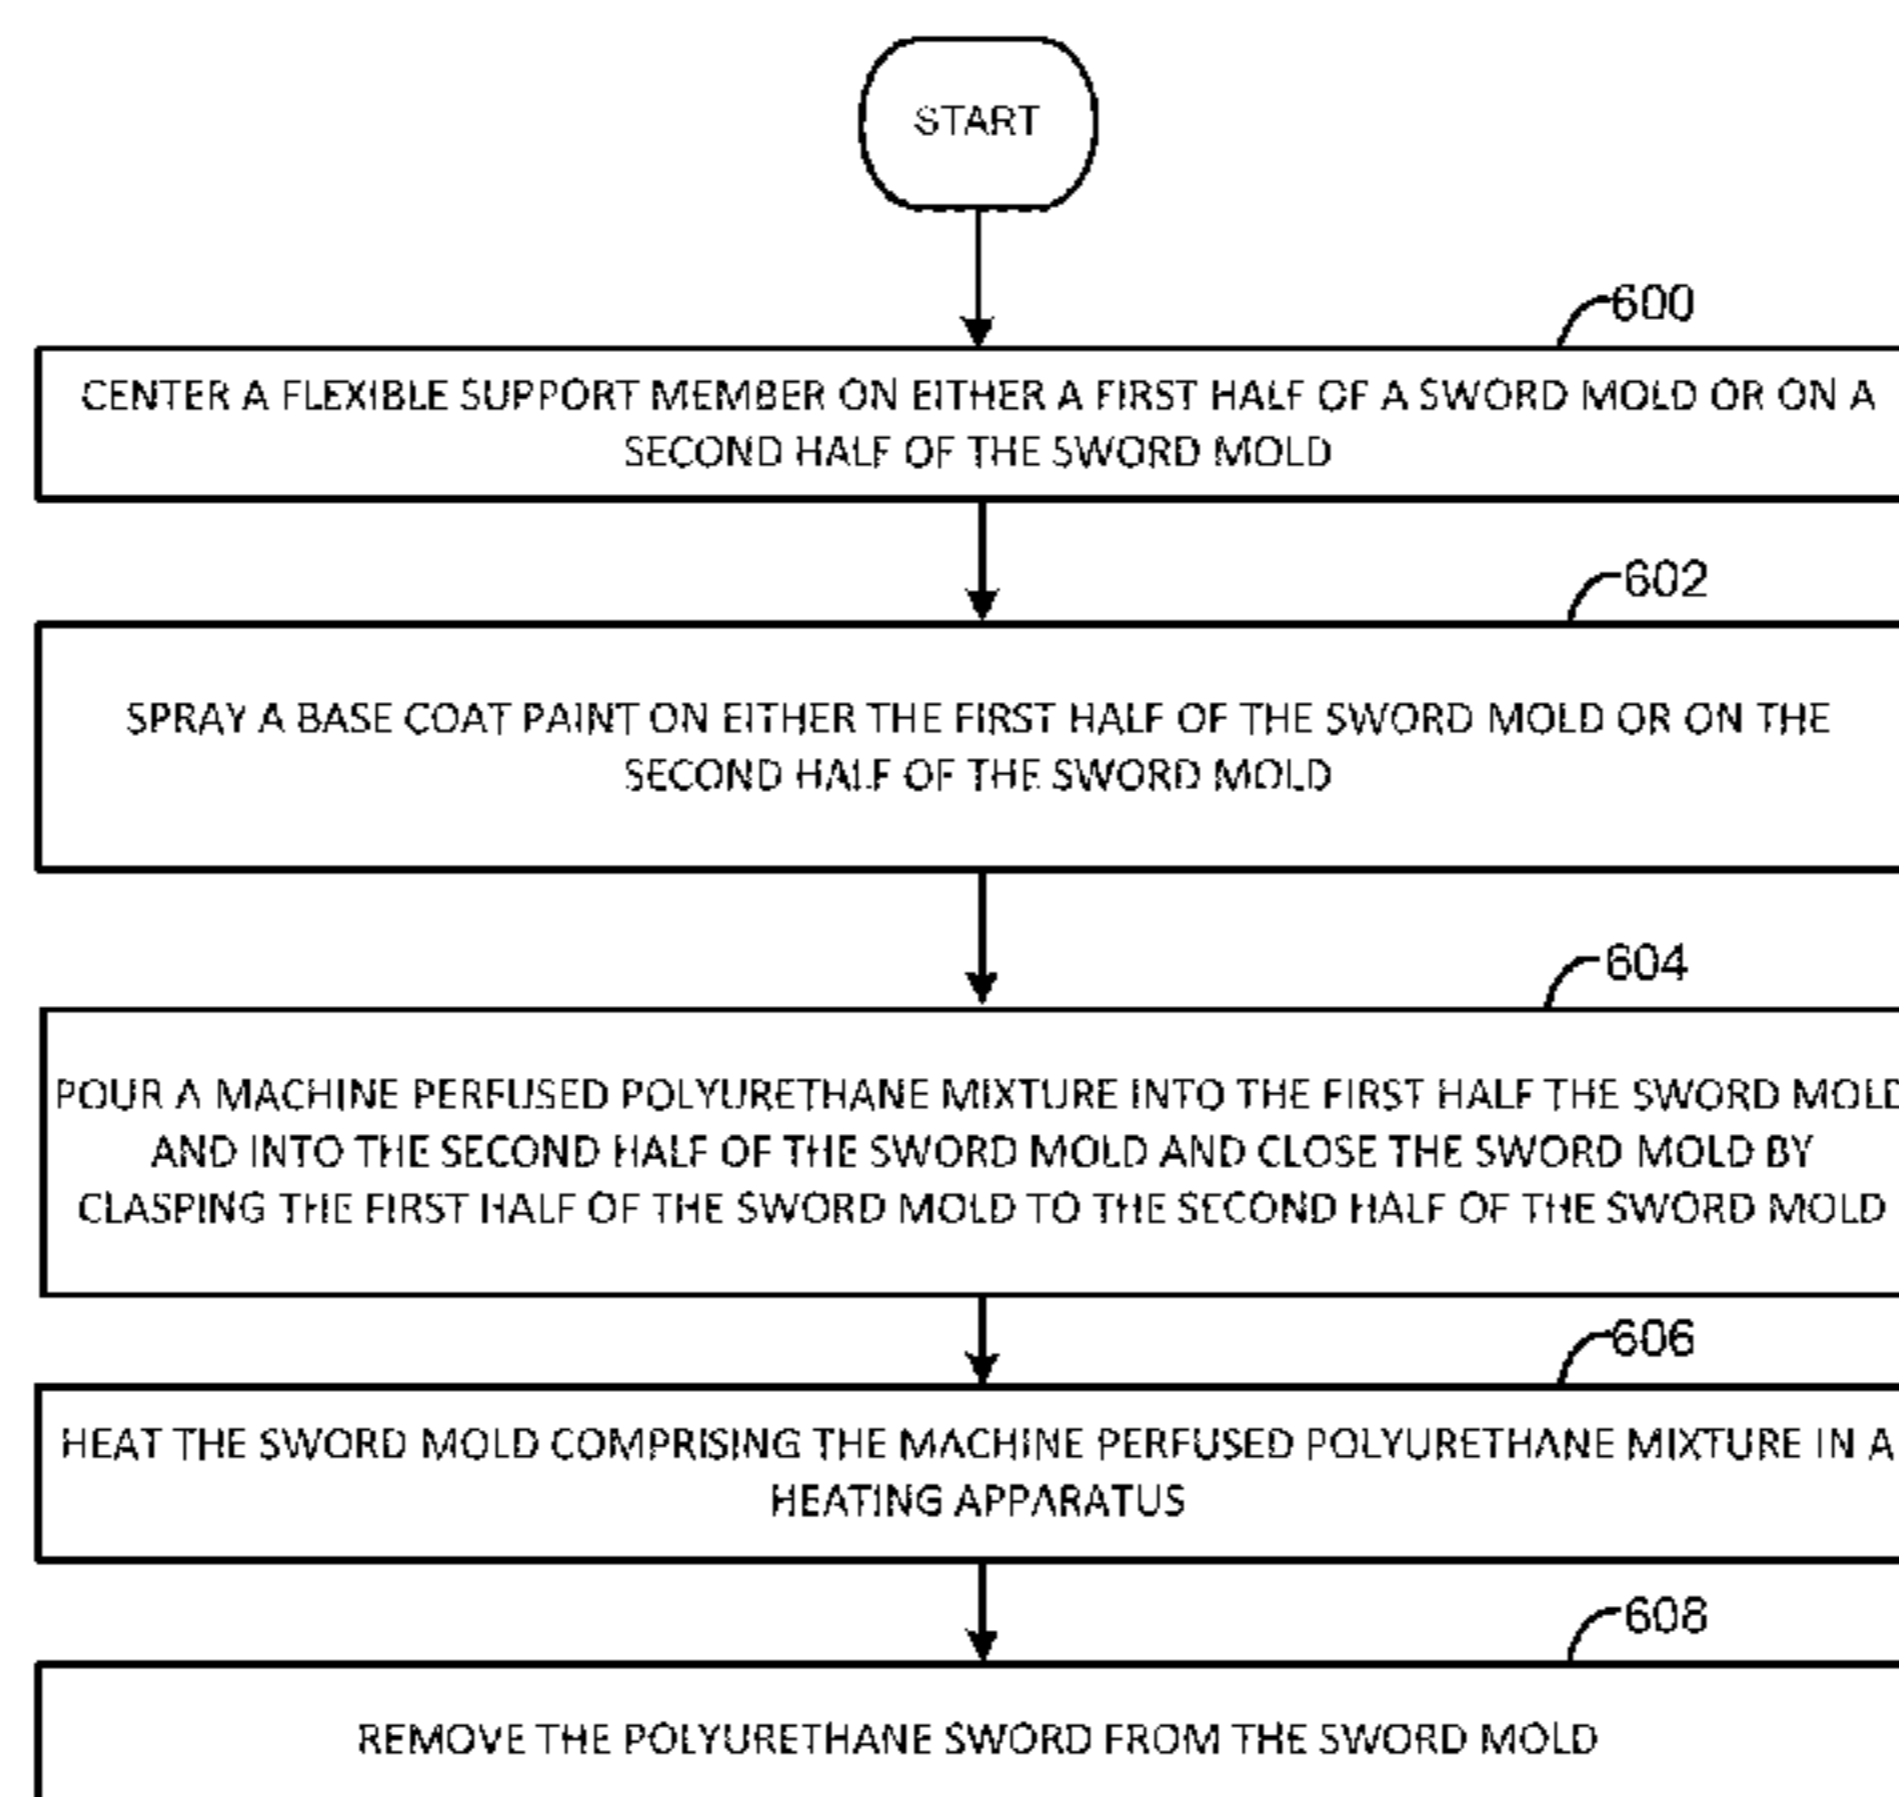 START
600
CENTER A FLEXIBLE SUPPORT MEMBER ON EITHER A FIRST HALF OF A SWORD MOLD OR ON A
SECOND HALF OF THE SWORD MOLD
602
SPRAY A BASE COAT PAINT ON EITHER THE FIRST HALF OF THE SWORD MOLD OR ON THE
SECOND HALF OF THE SWORD MOLD
604
POUR A MACHINE PERFUSED POLYURETHANE MIXTURE INTO THE FIRST HALF THE SWORD MOLD
AND INTO THE SECOND HALF OF THE SWORD MOLD AND CLOSE THE SWORD MOLD BY
CLASPING THE FIRST HALF OF THE SWORD MOLD TO THE SECOND HALF OF THE SWORD MOLD
606
HEAT THE SWORD MOLD COMPRISING THE MACHINE PERFUSED POLYURETHANE MIXTURE IN A
HEATING APPARATUS
608
REMOVE THE POLYURETHANE SWORD FROM THE SWORD MOLD